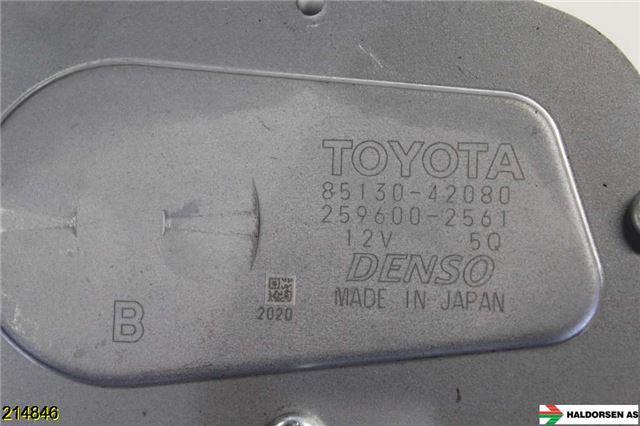 TOYOTA
85130-42080
259600-2561
12V 5Q
DENSO
MADE IN JAPAN
2020
B
214846
HALDORSEN AS